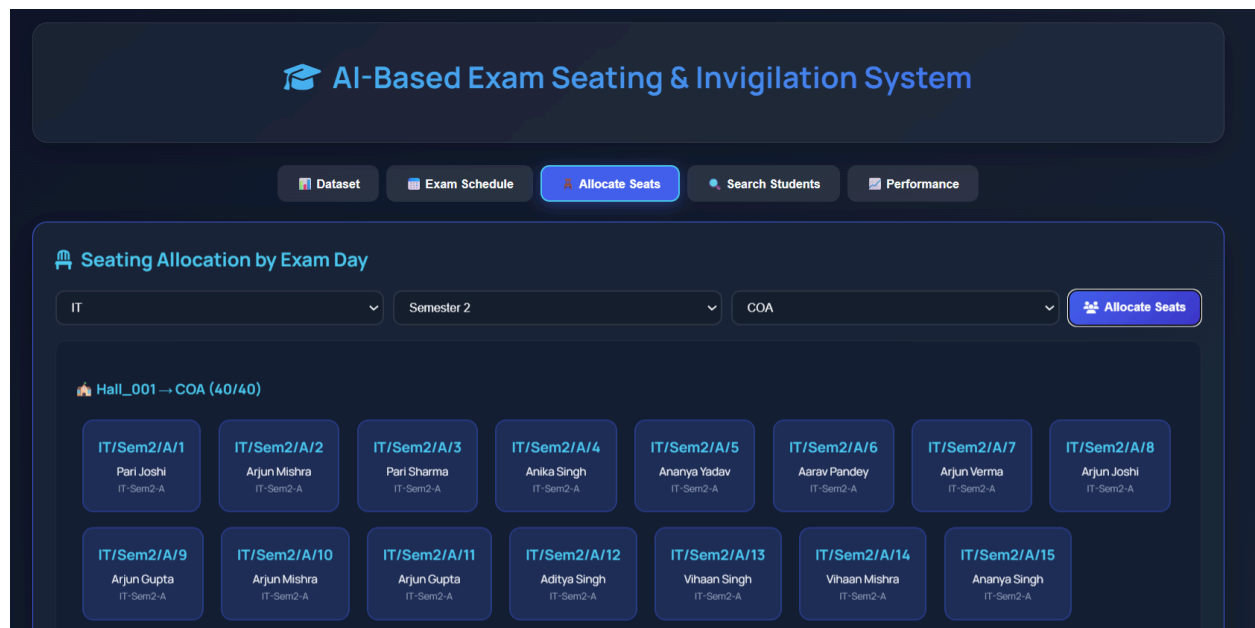 AI-Based Exam Seating & Invigilation System
Dataset
Exam Schedule
Allocate Seats
Search Students
Performance
Seating Allocation by Exam Day
IT
Semester 2
COA
Allocate Seats
Hall_001 → COA (40/40)
IT/Sem2/A/1
Pari Joshi
IT-Sem2-A
IT/Sem2/A/2
Arjun Mishra
IT-Sem2-A
IT/Sem2/A/3
Pari Sharma
IT-Sem2-A
IT/Sem2/A/4
Anika Singh
IT-Sem2-A
IT/Sem2/A/5
Ananya Yadav
IT-Sem2-A
IT/Sem2/A/6
Aarav Pandey
IT-Sem2-A
IT/Sem2/A/7
Arjun Verma
IT-Sem2-A
IT/Sem2/A/8
Arjun Joshi
IT-Sem2-A
IT/Sem2/A/9
Arjun Gupta
IT-Sem2-A
IT/Sem2/A/10
Arjun Mishra
IT-Sem2-A
IT/Sem2/A/11
Arjun Gupta
IT-Sem2-A
IT/Sem2/A/12
Aditya Singh
IT-Sem2-A
IT/Sem2/A/13
Vihaan Singh
IT-Sem2-A
IT/Sem2/A/14
Vihaan Mishra
IT-Sem2-A
IT/Sem2/A/15
Ananya Singh
IT-Sem2-A